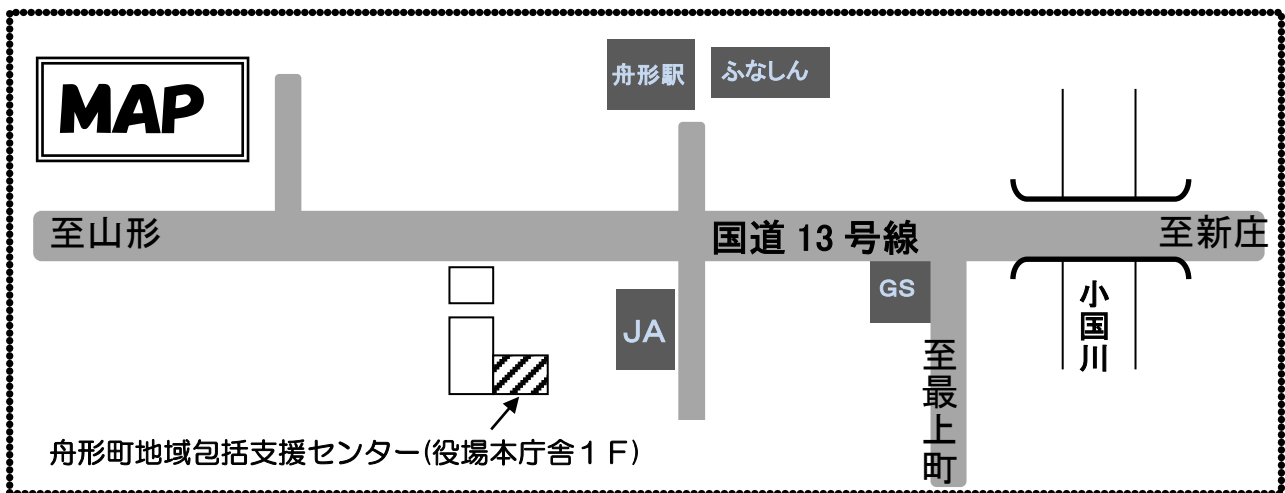 MAP
舟形駅
ふなしん
至山形
国道 13 号線
至新庄
GS
JA
小国川
至最上町
舟形町地域包括支援センター(役場本庁舎１F)